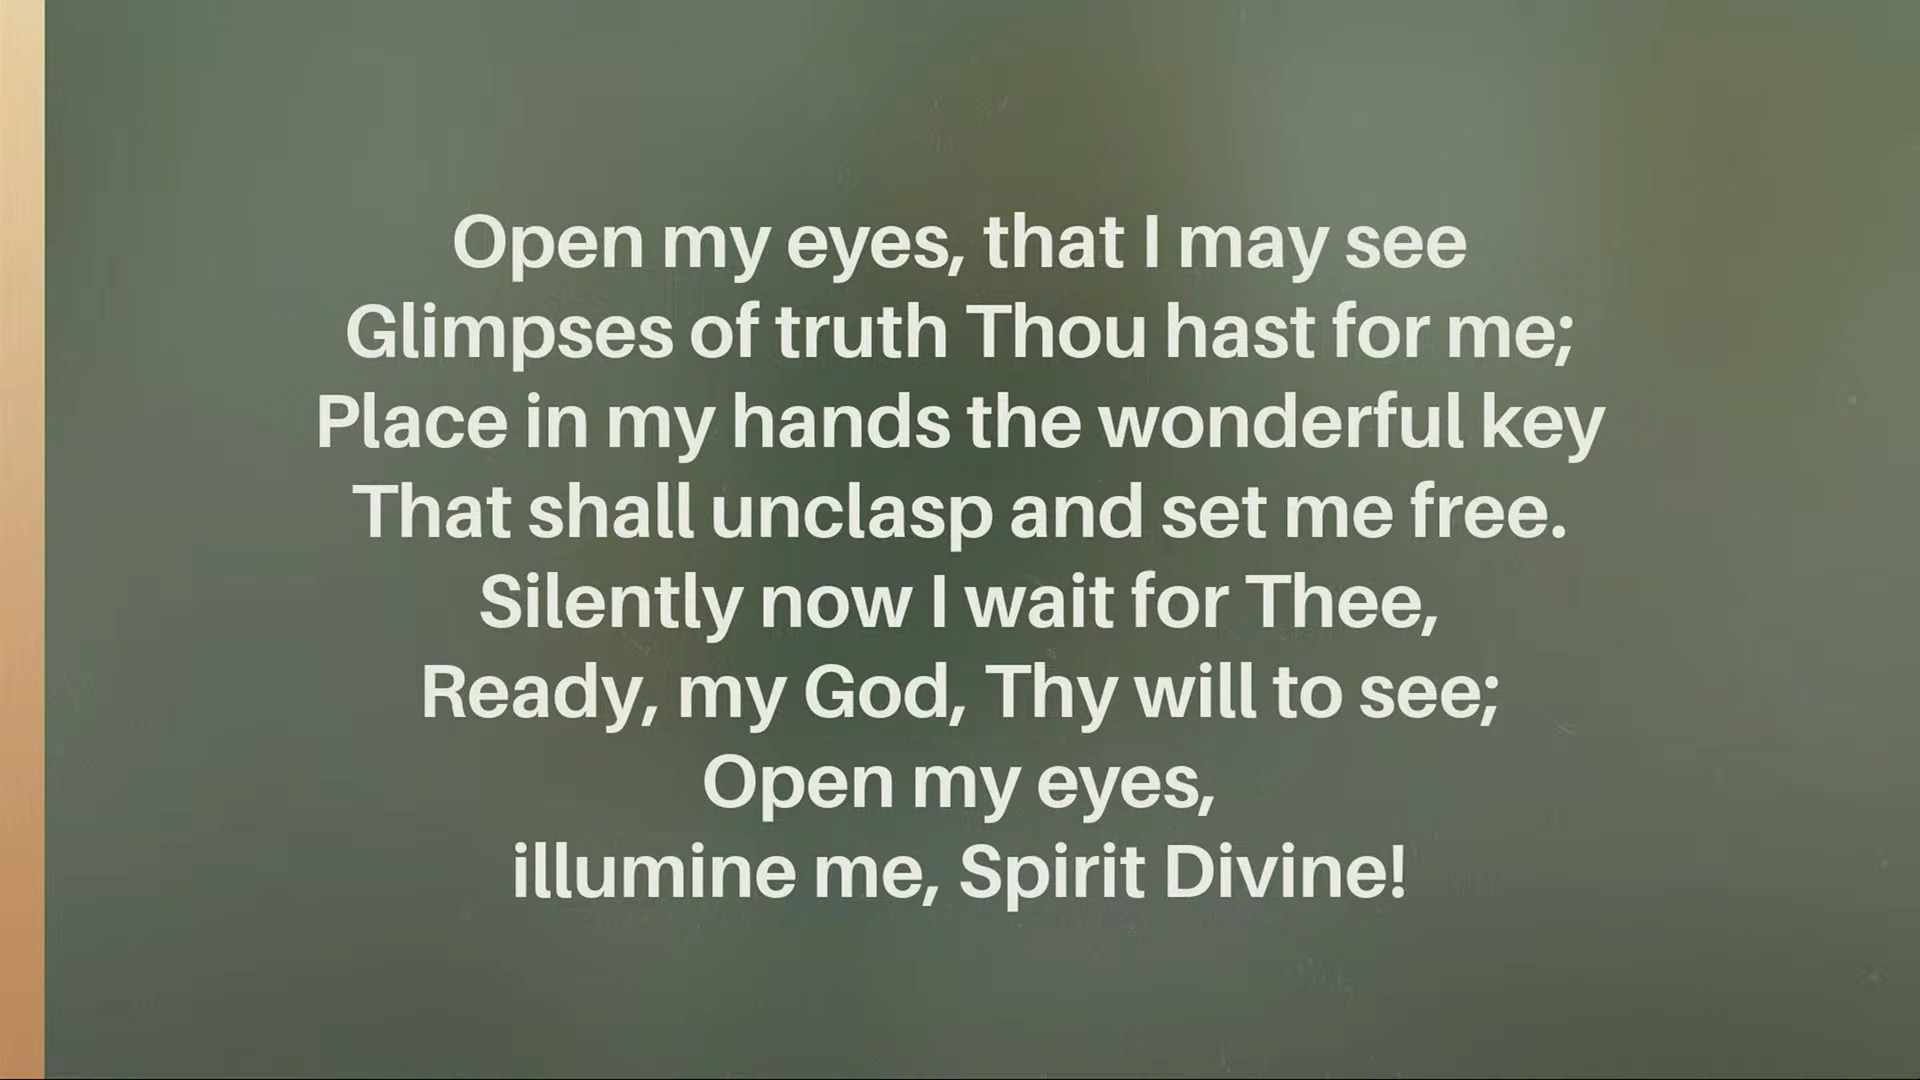 Open my eyes, that I may see
Glimpses of truth Thou hast for me;
Place in my hands the wonderful key
That shall unclasp and set me free.
Silently now I wait for Thee,
Ready, my God, Thy will to see;
Open my eyes,
illumine me, Spirit Divine!